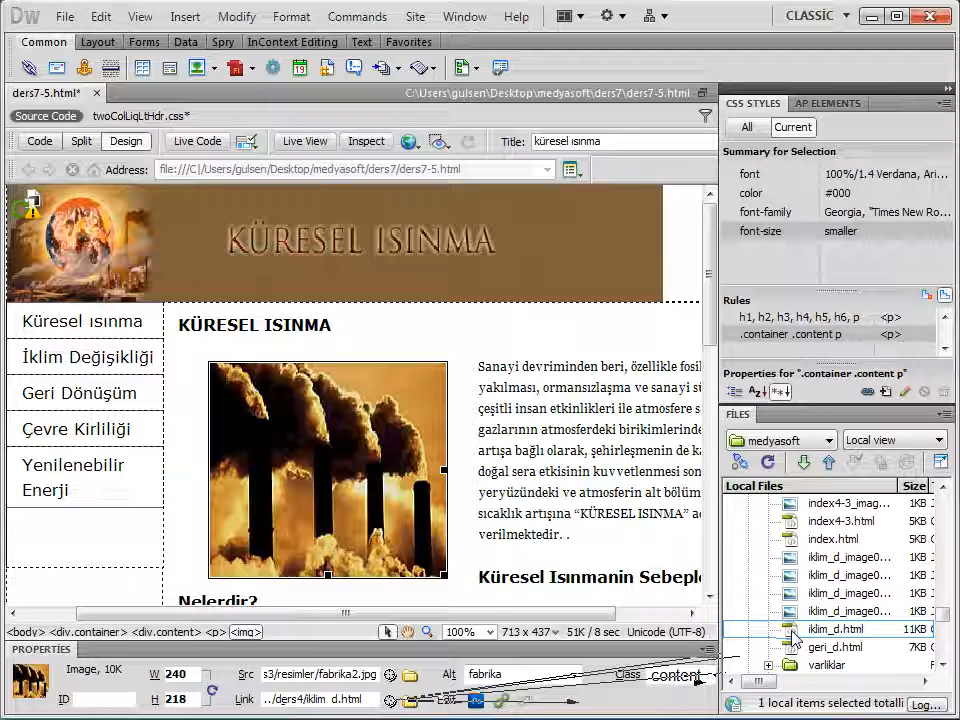 Dw File Edit View Insert Modify Format Commands Site Window Help CLASSIC
Common Layout Forms Data Spry InContext Editing Text Favorites
ders7-5.html* C:\Users\gulsen\Desktop\medyasoft\ders7\ders7-5.html
Source Code twoColLiqLtHdr.css*
Code Split Design Live Code Live View Inspect Title: küresel ısınma
Address: file:///C|/Users/gulsen/Desktop/medyasoft/ders7/ders7-5.html
KÜRESEL ISINMA
Küresel ısınma
İklim Değişikliği
Geri Dönüşüm
Çevre Kirliliği
Yenilenebilir
Enerji
KÜRESEL ISINMA
Sanayi devriminden beri, özellikle fosi
yakılması, ormansızlaşma ve sanayi sü
çeşitli insan etkinlikleri ile atmosfere s
gazlarının atmosferdeki birikimlerinde
artışa bağlı olarak, şehirleşmenin de ka
doğal sera etkisinin kuvvetlenmesi son
yeryüzündeki ve atmosferin alt bölüm
sıcaklık artışına “KÜRESEL ISINMA” ad
verilmektedir. .
Küresel Isınmanin Sebeple
Nelerdir?
<body> <div.container> <div.content> <p> <img> 100% 713 x 437 51K / 8 sec Unicode (UTF-8)
PROPERTIES
Image, 10K W 240 Src s3/resimler/fabrika2.jpg Alt fabrika Class content
ID H 218 Link ../ders4/iklim_d.html Edit
CSS STYLES AP ELEMENTS
All Current
Summary for Selection
font 100%/1.4 Verdana, Ari...
color #000
font-family Georgia, "Times New Ro...
font-size smaller
Rules
h1, h2, h3, h4, h5, h6, p <p>
.container .content p <p>
Properties for ".container .content p"
FILES
medyasoft Local view
Local Files Size
index4-3_imag... 1KB
index4-3.html 5KB
index.html 5KB
iklim_d_image0... 1KB
iklim_d_image0... 1KB
iklim_d_image0... 1KB
iklim_d_image0... 1KB
iklim_d.html 11KB
geri_d.html 7KB
varliklar
1 local items selected totalli Log...